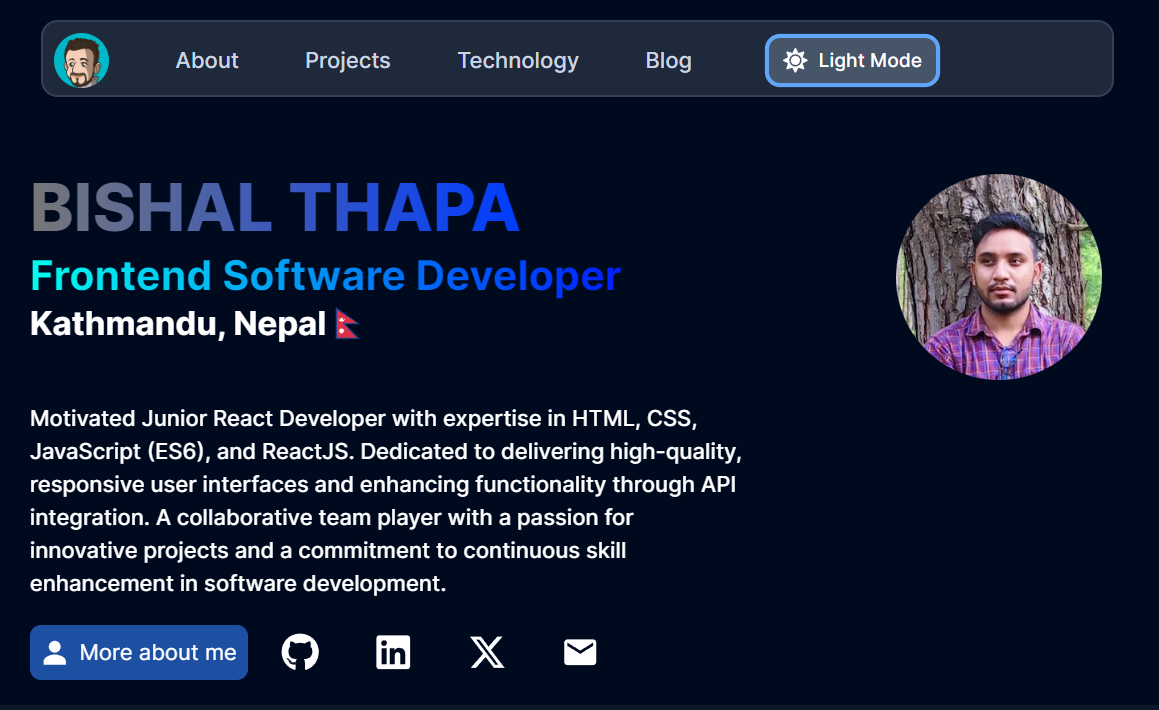 About Projects Technology Blog Light Mode
BISHAL THAPA
Frontend Software Developer
Kathmandu, Nepal
Motivated Junior React Developer with expertise in HTML, CSS,
JavaScript (ES6), and ReactJS. Dedicated to delivering high-quality,
responsive user interfaces and enhancing functionality through API
integration. A collaborative team player with a passion for
innovative projects and a commitment to continuous skill
enhancement in software development.
More about me